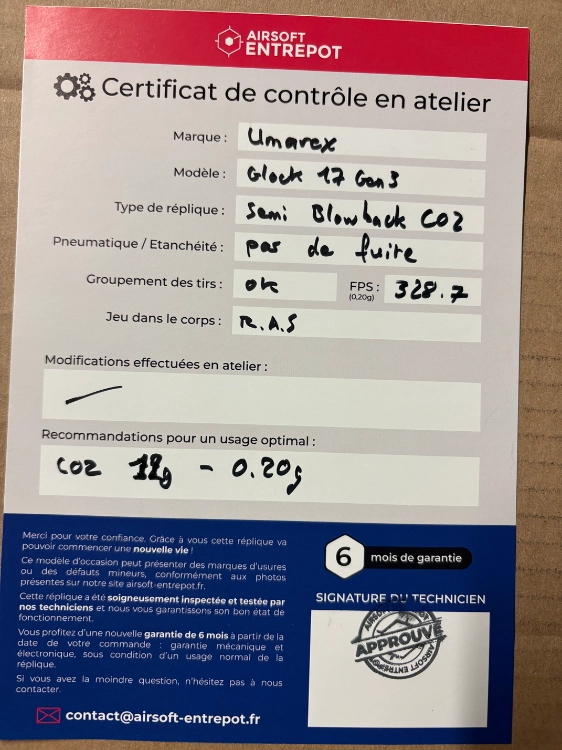 AIRSOFT
ENTREPOT
Certificat de contrôle en atelier
Marque : Umarex
Modèle : Glock 17 Gen3
Type de réplique : Semi Blowback CO2
Pneumatique / Etanchéité : pas de fuite
Groupement des tirs : ok FPS : 328.7
(0,20g)
Jeu dans le corps : R.A.S
Modifications effectuées en atelier :
Recommandations pour un usage optimal :
CO2 12g - 0.20g
Merci pour votre confiance. Grâce à vous cette réplique va
pouvoir commencer une nouvelle vie !
Ce modèle d'occasion peut présenter des marques d'usures
ou des défauts mineurs, conformément aux photos
présentes sur notre site airsoft-entrepot.fr.
Cette réplique a été soigneusement inspectée et testée par
nos techniciens et nous vous garantissons son bon état de
fonctionnement.
Vous profitez d'une nouvelle garantie de 6 mois à partir de la
date de votre commande : garantie mécanique et
électronique, sous condition d'un usage normal de la
réplique.
Si vous avez la moindre question, n'hésitez pas à nous
contacter.
contact@airsoft-entrepot.fr
6 mois de garantie
SIGNATURE DU TECHNICIEN
AIRSOFT ENTREPOT
APPROUVÉ
AIRSOFT ENTREPOT